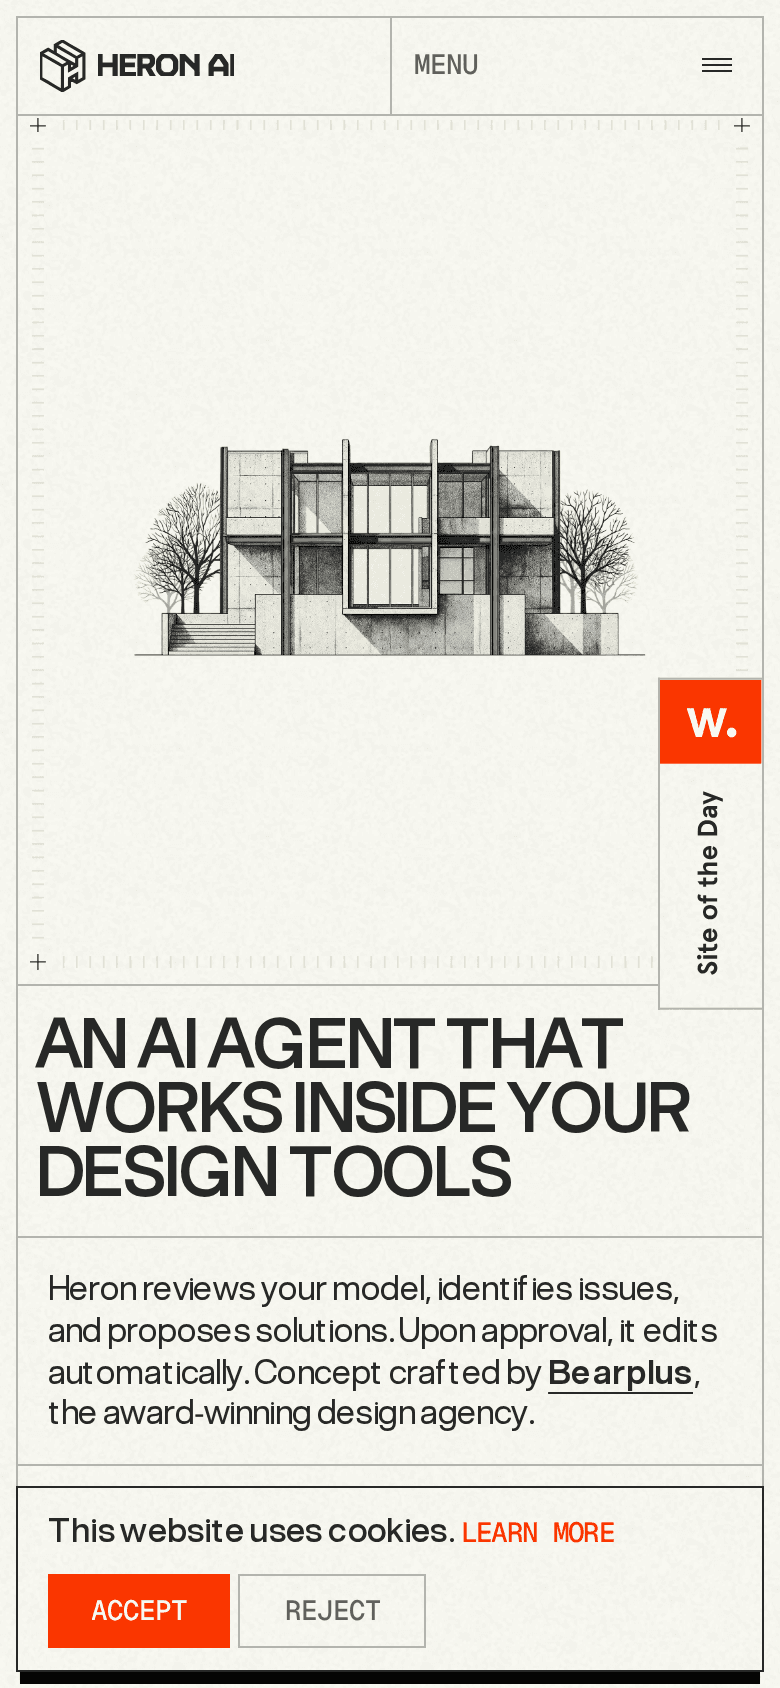 HERON AI
MENU
W.
Site of the Day
AN AI AGENT THAT
WORKS INSIDE YOUR
DESIGN TOOLS
Heron reviews your model, identifies issues,
and proposes solutions. Upon approval, it edits
automatically. Concept crafted by Bearplus,
the award-winning design agency.
This website uses cookies. LEARN MORE
ACCEPT
REJECT